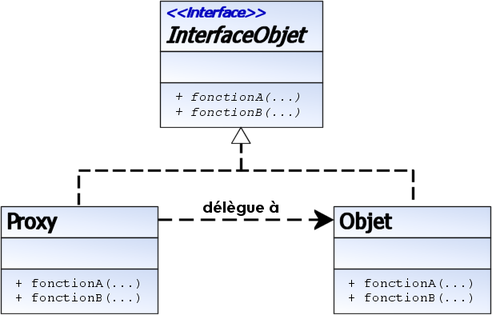 <<Interface>>
InterfaceObjet
+ fonctionA(...)
+ fonctionB(...)
Proxy
+ fonctionA(...)
+ fonctionB(...)
délègue à
Objet
+ fonctionA(...)
+ fonctionB(...)